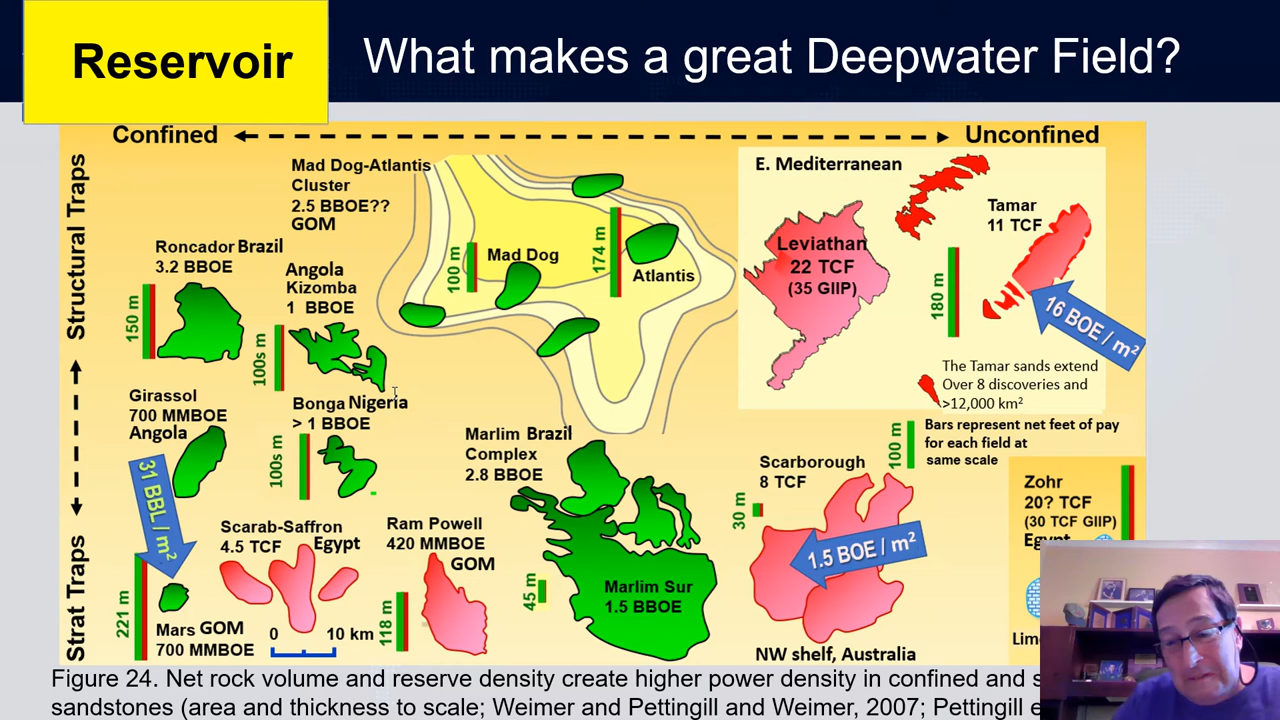 Reservoir
What makes a great Deepwater Field?
Confined
Unconfined
Structural Traps
Strat Traps
Mad Dog-Atlantis
Cluster
2.5 BBOE??
GOM
Roncador Brazil
3.2 BBOE
150 m
Angola
Kizomba
1 BBOE
100s m
100 m
Mad Dog
174 m
Atlantis
E. Mediterranean
Leviathan
22 TCF
(35 GIIP)
Tamar
11 TCF
180 m
16 BOE / m²
The Tamar sands extend
Over 8 discoveries and
>12,000 km²
Girassol
700 MMBOE
Angola
31 BBL / m²
Bonga Nigeria
> 1 BBOE
100s m
Marlim Brazil
Complex
2.8 BBOE
45 m
Marlim Sur
1.5 BBOE
Scarborough
8 TCF
30 m
1.5 BOE / m²
NW shelf, Australia
100 m
Bars represent net feet of pay
for each field at
same scale
Zohr
20? TCF
(30 TCF GIIP)
Egypt
Scarab-Saffron
4.5 TCF
Egypt
0 10 km
Ram Powell
420 MMBOE
GOM
118 m
221 m
Mars GOM
700 MMBOE
Figure 24. Net rock volume and reserve density create higher power density in confined and
sandstones (area and thickness to scale; Weimer and Pettingill and Weimer, 2007; Pettingill